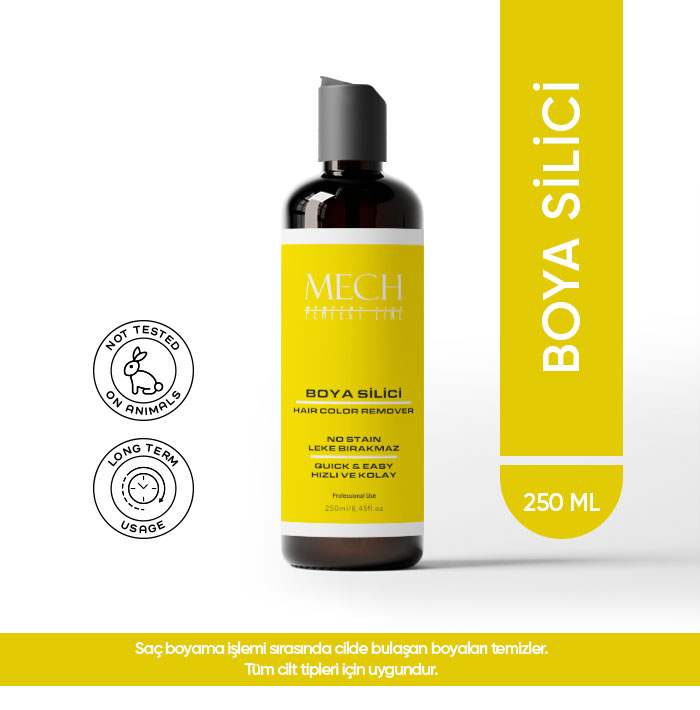 BOYA SİLİCİ
250 ML
MECH
PERFEST LINE
BOYA SİLİCİ
HAIR COLOR REMOVER
NO STAIN
LEKE BIRAKMAZ
QUICK & EASY
HIZLI VE KOLAY
Professional Use
250ml/8.45fl.oz
NOT TESTED
ON ANIMALS
LONG TERM
USAGE
Saç boyama işlemi sırasında cilde bulaşan boyaları temizler.
Tüm cilt tipleri için uygundur.